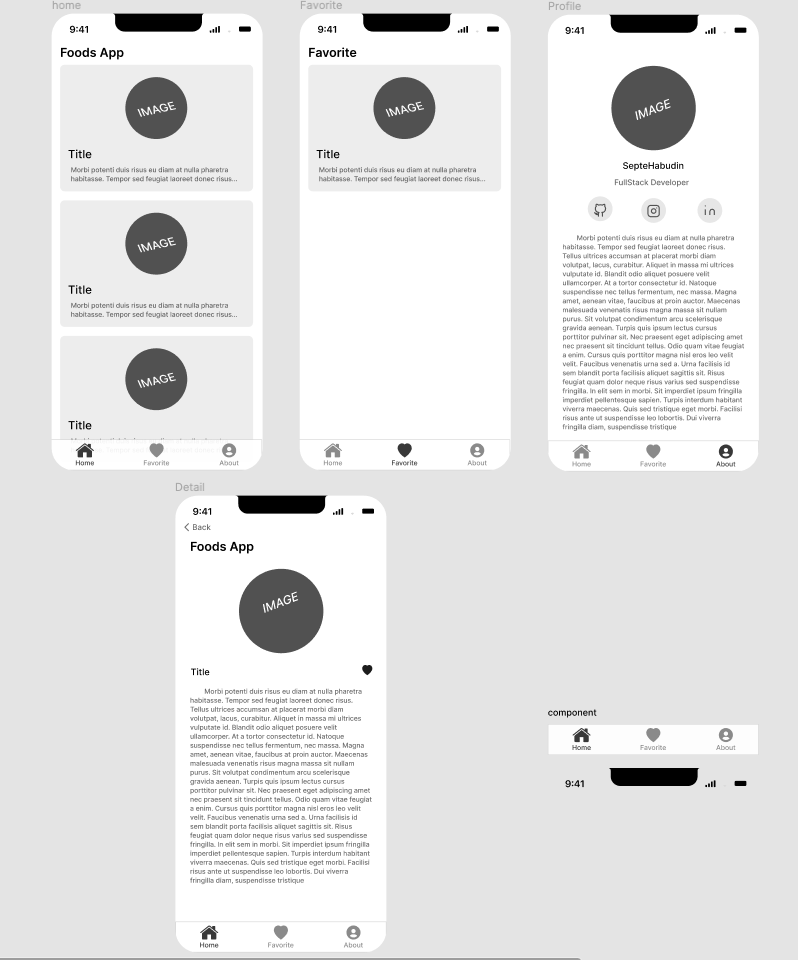 home
9:41
Foods App
IMAGE
Title
Morbi potenti duis risus eu diam at nulla pharetra
habitasse. Tempor sed feugiat laoreet donec risus...
IMAGE
Title
Morbi potenti duis risus eu diam at nulla pharetra
habitasse. Tempor sed feugiat laoreet donec risus...
IMAGE
Title
Home
Favorite
About
Favorite
9:41
Favorite
IMAGE
Title
Morbi potenti duis risus eu diam at nulla pharetra
habitasse. Tempor sed feugiat laoreet donec risus...
Home
Favorite
About
Profile
9:41
IMAGE
SepteHabudin
FullStack Developer
in
Morbi potenti duis risus eu diam at nulla pharetra
habitasse. Tempor sed feugiat laoreet donec risus.
Tellus ultrices accumsan at placerat morbi diam
volutpat, lacus, curabitur. Aliquet in massa mi ultrices
vulputate id. Blandit odio aliquet posuere velit
ullamcorper. At a tortor consectetur id. Natoque
suspendisse nec tellus fermentum, nec massa. Magna
amet, aenean vitae, faucibus at proin auctor. Maecenas
malesuada venenatis risus magna massa sit nullam
purus. Sit volutpat condimentum arcu scelerisque
gravida aenean. Turpis quis ipsum lectus cursus
porttitor pulvinar sit. Nec praesent eget adipiscing amet
nec praesent sit tincidunt tellus. Odio quam vitae feugiat
a enim. Cursus quis porttitor magna nisl eros leo velit
velit. Faucibus venenatis urna sed a. Urna mauris eu leo
sem blandit porta facilisis aliquet sagittis sit. Risus
feugiat quam dolor neque risus varius sed suspendisse
fringilla. In elit sem in morbi. Sit imperdiet ipsum magna
imperdiet pellentesque sapien. Turpis interdum habitant
viverra maecenas. Quis sed tristique eget morbi. Facilisi
risus ante ut suspendisse leo lobortis. Dui viverra
fringilla diam, suspendisse tristique
Home
Favorite
About
Detail
9:41
Back
Foods App
IMAGE
Title
Morbi potenti duis risus eu diam at nulla pharetra
habitasse. Tempor sed feugiat laoreet donec risus.
Tellus ultrices accumsan at placerat morbi diam
volutpat, lacus, curabitur. Aliquet in massa mi ultrices
vulputate id. Blandit odio aliquet posuere velit
ullamcorper. At a tortor consectetur id. Natoque
suspendisse nec tellus fermentum, nec massa. Magna
amet, aenean vitae, faucibus at proin auctor. Maecenas
malesuada venenatis risus magna massa sit nullam
purus. Sit volutpat condimentum arcu scelerisque
gravida aenean. Turpis quis ipsum lectus cursus
porttitor pulvinar sit. Nec praesent eget adipiscing amet
nec praesent sit tincidunt tellus. Odio quam vitae feugiat
a enim. Cursus quis porttitor magna nisl eros leo velit
velit. Faucibus venenatis urna sed a. Urna mauris eu leo
sem blandit porta facilisis aliquet sagittis sit. Risus
feugiat quam dolor neque risus varius sed suspendisse
fringilla. In elit sem in morbi. Sit imperdiet ipsum magna
imperdiet pellentesque sapien. Turpis interdum habitant
viverra maecenas. Quis sed tristique eget morbi. Facilisi
risus ante ut suspendisse leo lobortis. Dui viverra
fringilla diam, suspendisse tristique
Home
Favorite
About
component
Home
Favorite
About
9:41